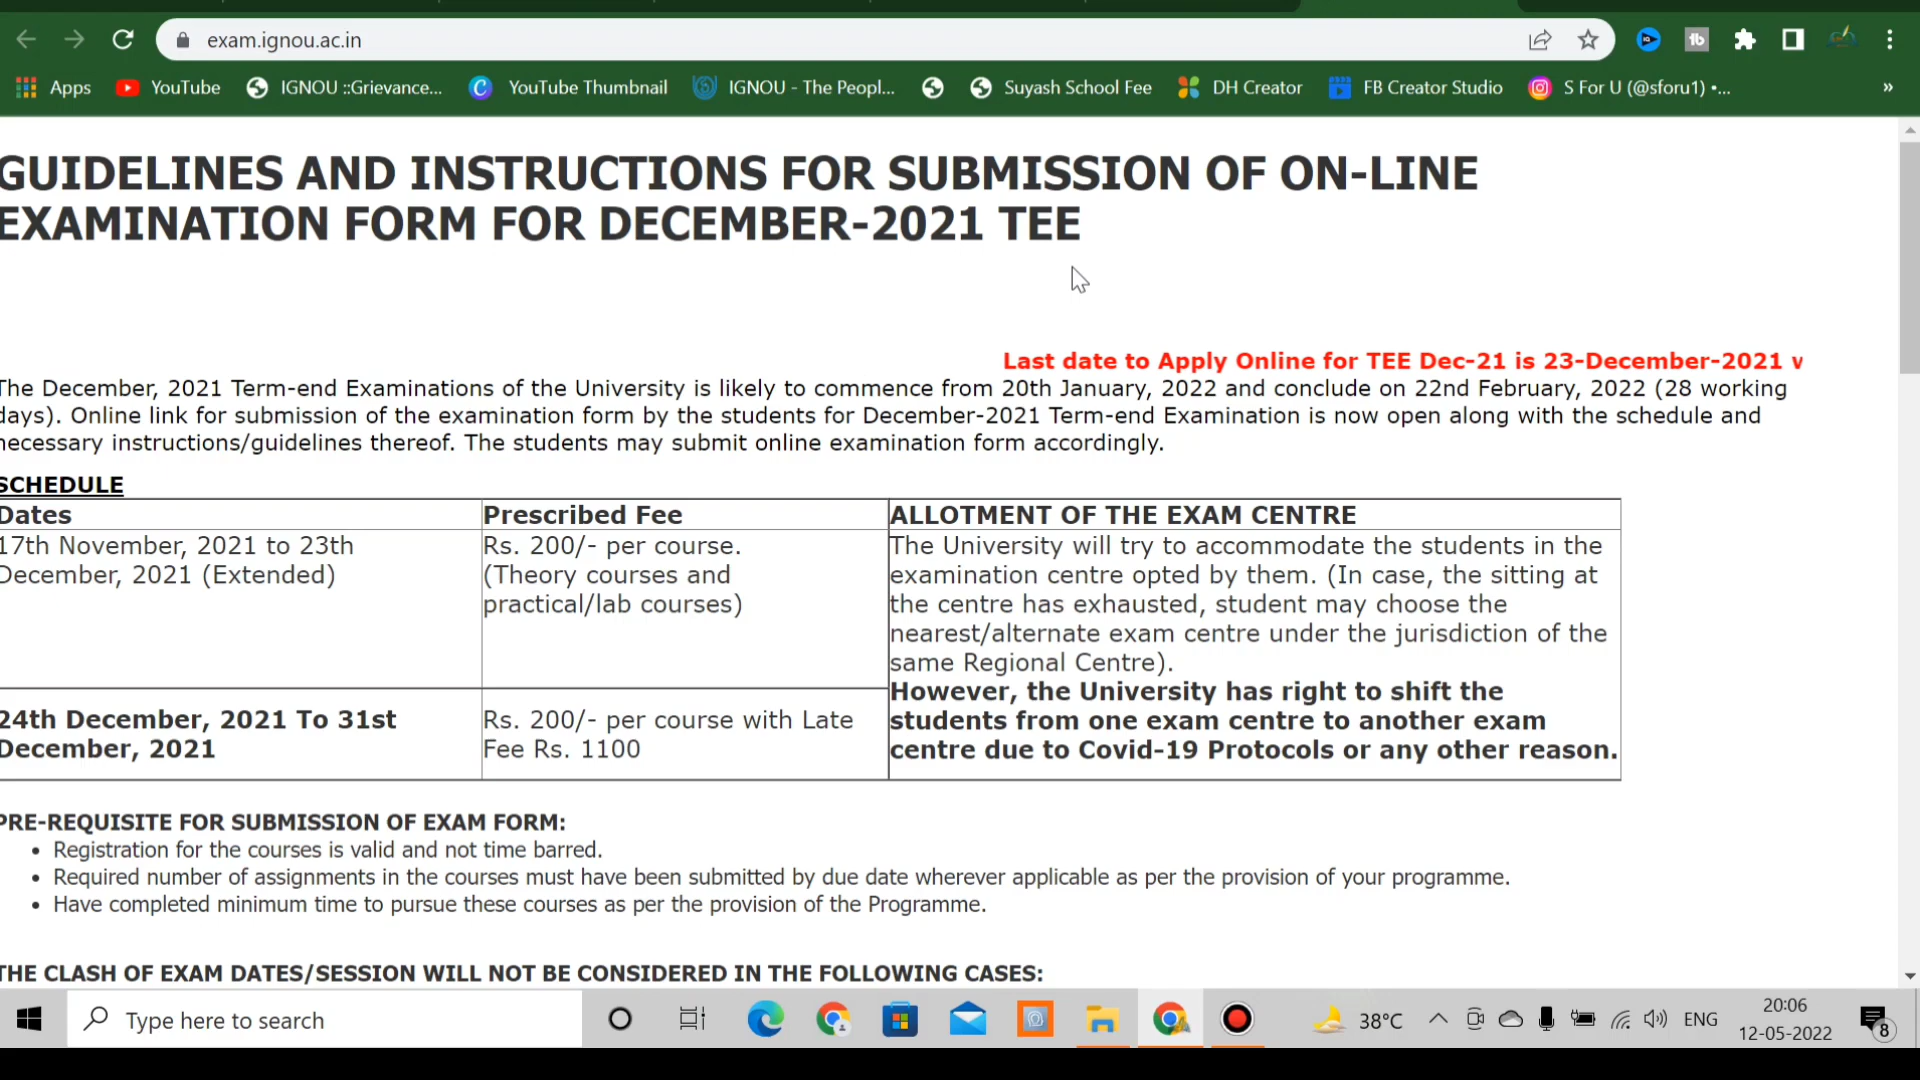 exam.ignou.ac.in
Apps YouTube IGNOU ::Grievance... YouTube Thumbnail IGNOU - The Peopl... Suyash School Fee DH Creator FB Creator Studio S For U (@sforu1) •... »
GUIDELINES AND INSTRUCTIONS FOR SUBMISSION OF ON-LINE
EXAMINATION FORM FOR DECEMBER-2021 TEE
Last date to Apply Online for TEE Dec-21 is 23-December-2021
The December, 2021 Term-end Examinations of the University is likely to commence from 20th January, 2022 and conclude on 22nd February, 2022 (28 working
days). Online link for submission of the examination form by the students for December-2021 Term-end Examination is now open along with the schedule and
necessary instructions/guidelines thereof. The students may submit online examination form accordingly.
SCHEDULE
Dates
Prescribed Fee
ALLOTMENT OF THE EXAM CENTRE
17th November, 2021 to 23th
December, 2021 (Extended)
Rs. 200/- per course.
(Theory courses and
practical/lab courses)
The University will try to accommodate the students in the
examination centre opted by them. (In case, the sitting at
the centre has exhausted, student may choose the
nearest/alternate exam centre under the jurisdiction of the
same Regional Centre).
However, the University has right to shift the
students from one exam centre to another exam
centre due to Covid-19 Protocols or any other reason.
24th December, 2021 To 31st
December, 2021
Rs. 200/- per course with Late
Fee Rs. 1100
PRE-REQUISITE FOR SUBMISSION OF EXAM FORM:
• Registration for the courses is valid and not time barred.
• Required number of assignments in the courses must have been submitted by due date wherever applicable as per the provision of your programme.
• Have completed minimum time to pursue these courses as per the provision of the Programme.
THE CLASH OF EXAM DATES/SESSION WILL NOT BE CONSIDERED IN THE FOLLOWING CASES:
Type here to search
38°C
ENG
20:06
12-05-2022
8